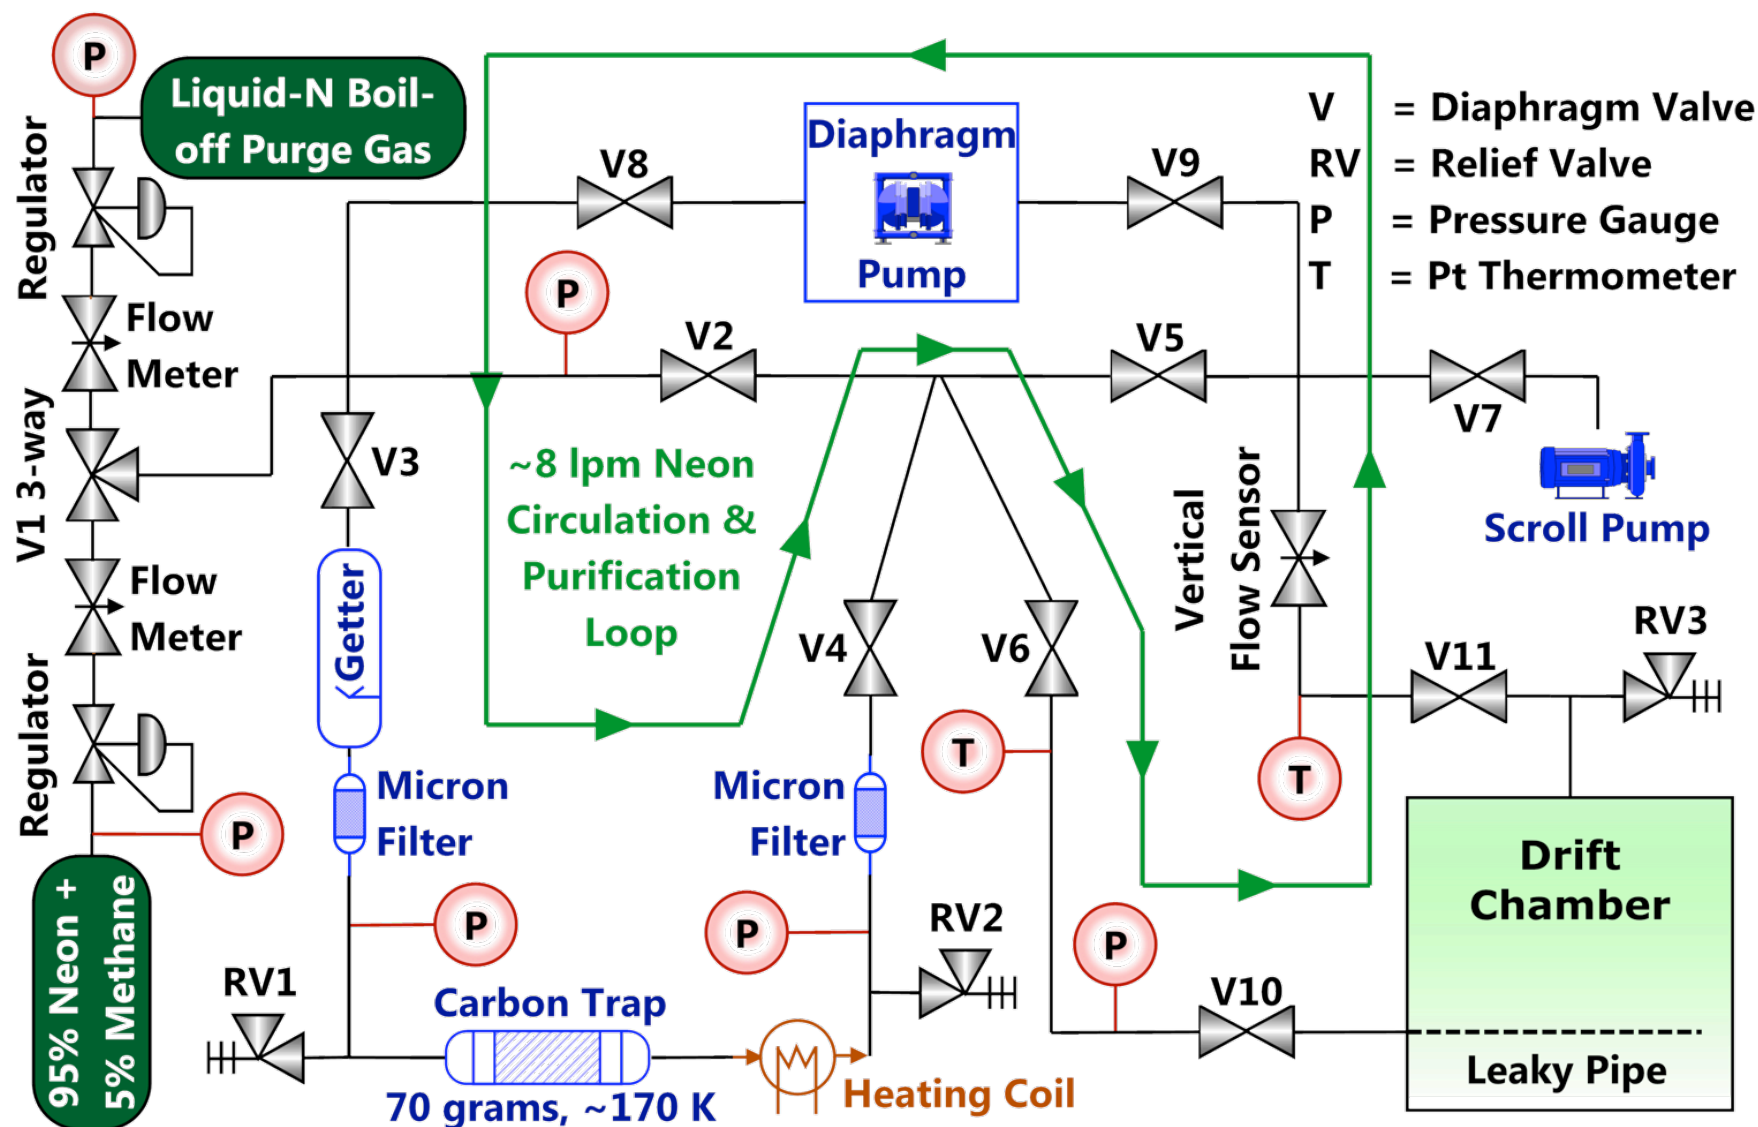 P
Liquid-N Boil-
off Purge Gas
Regulator
Flow
Meter
V1 3-way
Flow
Meter
Regulator
P
95% Neon +
5% Methane
V8
Diaphragm
Pump
V9
V = Diaphragm Valve
RV = Relief Valve
P = Pressure Gauge
T = Pt Thermometer
P
V2
V5
V7
Scroll Pump
V3
~8 lpm Neon
Circulation &
Purification
Loop
Getter
V4
V6
Vertical
Flow Sensor
V11
RV3
T
T
Micron
Filter
Micron
Filter
P
P
RV2
P
RV1
Carbon Trap
70 grams, ~170 K
Heating Coil
V10
Drift
Chamber
Leaky Pipe